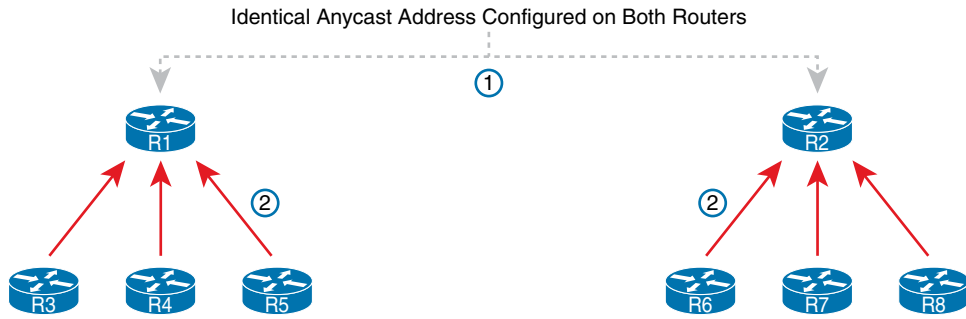 Identical Anycast Address Configured on Both Routers
1
R1
R2
2
2
R3
R4
R5
R6
R7
R8